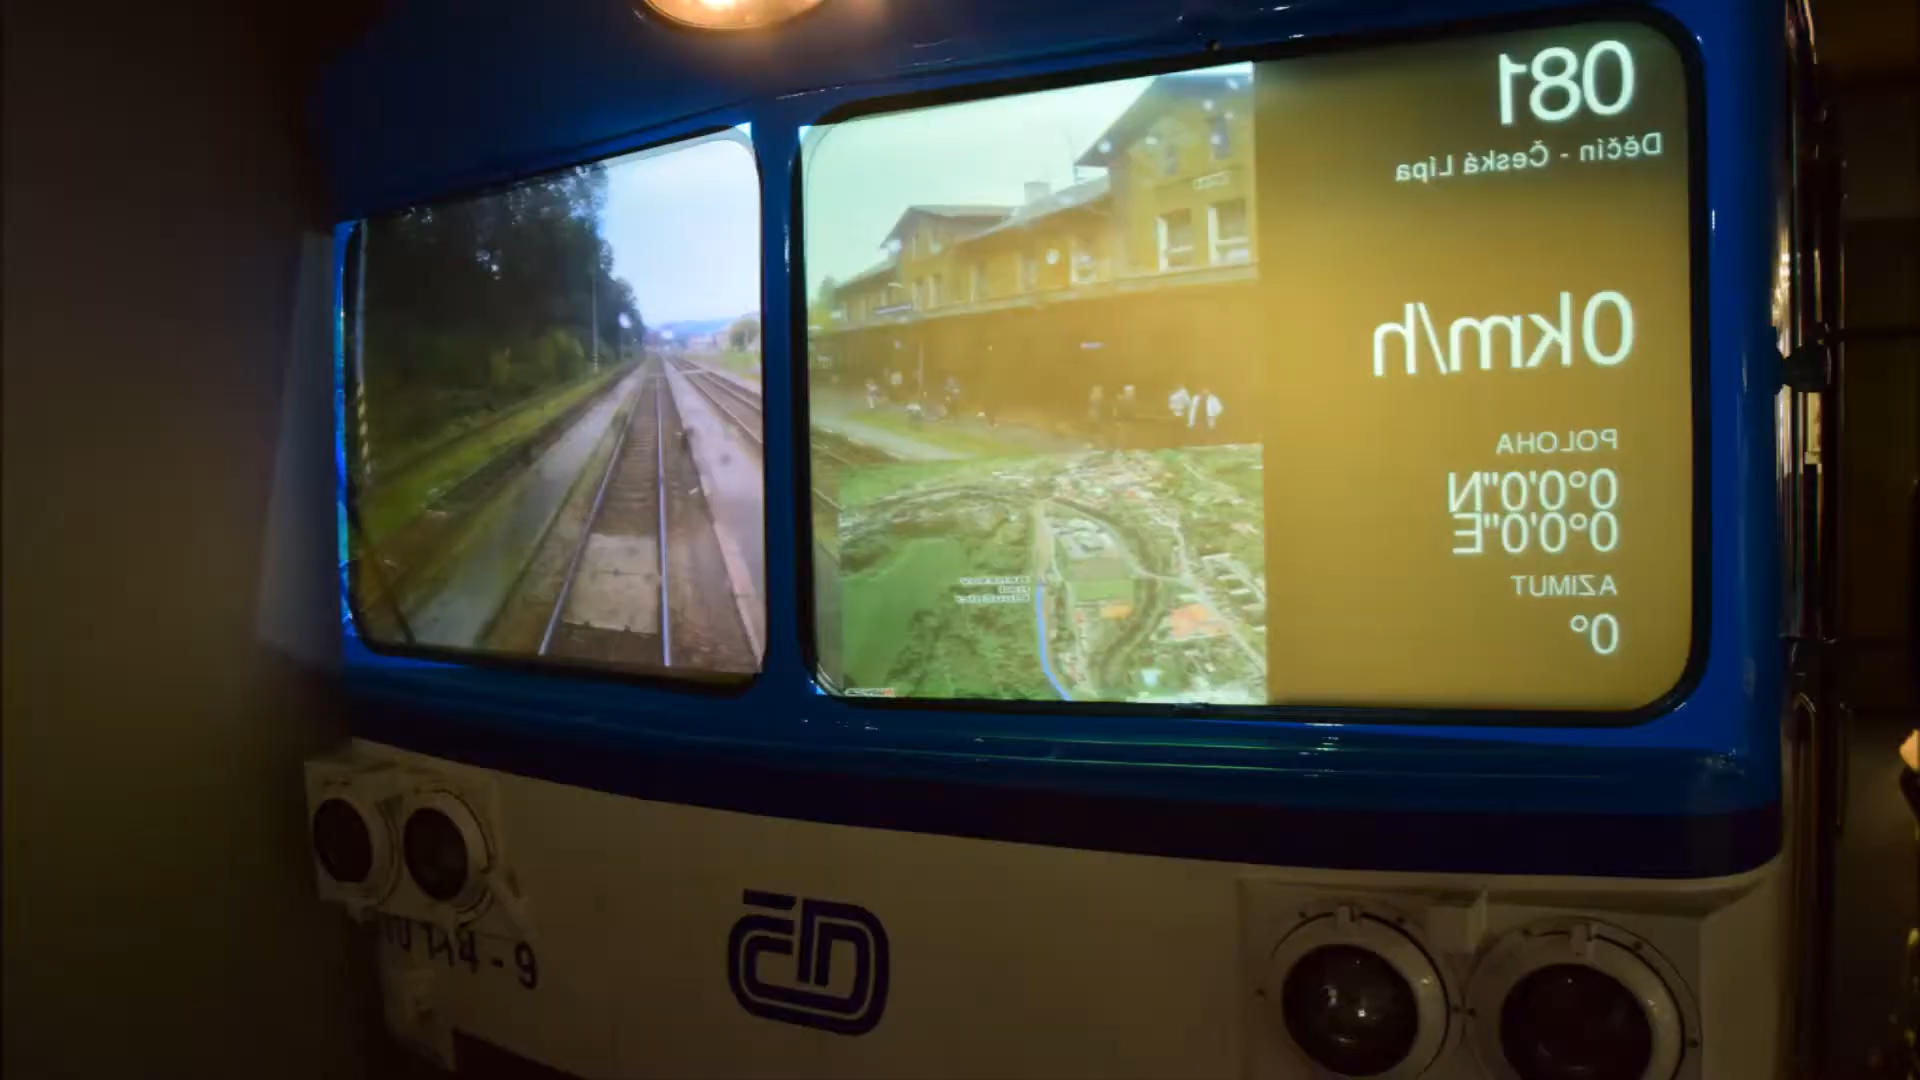 081
Děčín - Česká Lípa
0km/h
POLOHA
0°0'0"N
0°0'0"E
AZIMUT
0°
ČD